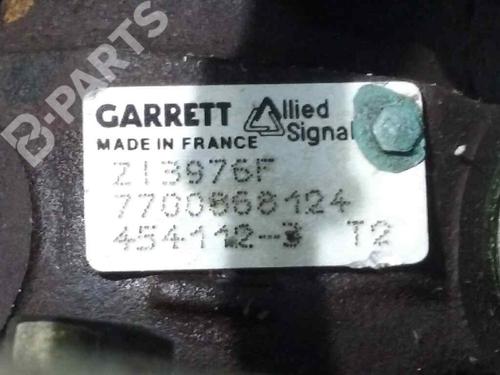 B-PARTS
GARRETT Allied Signal
MADE IN FRANCE
Z13976F
7700868124
454112-3 T2